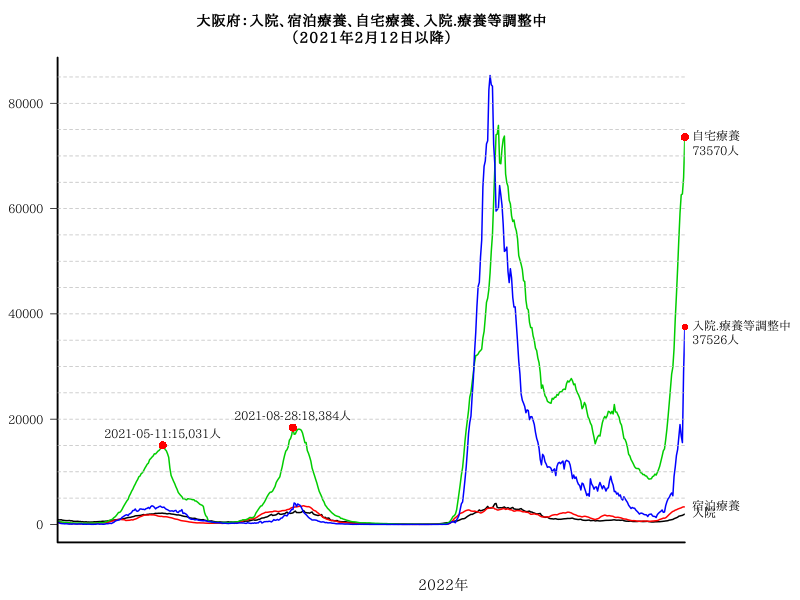 大阪府：入院、宿泊療養、自宅療養、入院.療養等調整中
（2021年2月12日以降）
80000
60000
40000
20000
0
2021-05-11:15,031人
2021-08-28:18,384人
自宅療養
73570人
入院.療養等調整中
37526人
宿泊療養
入院
2022年